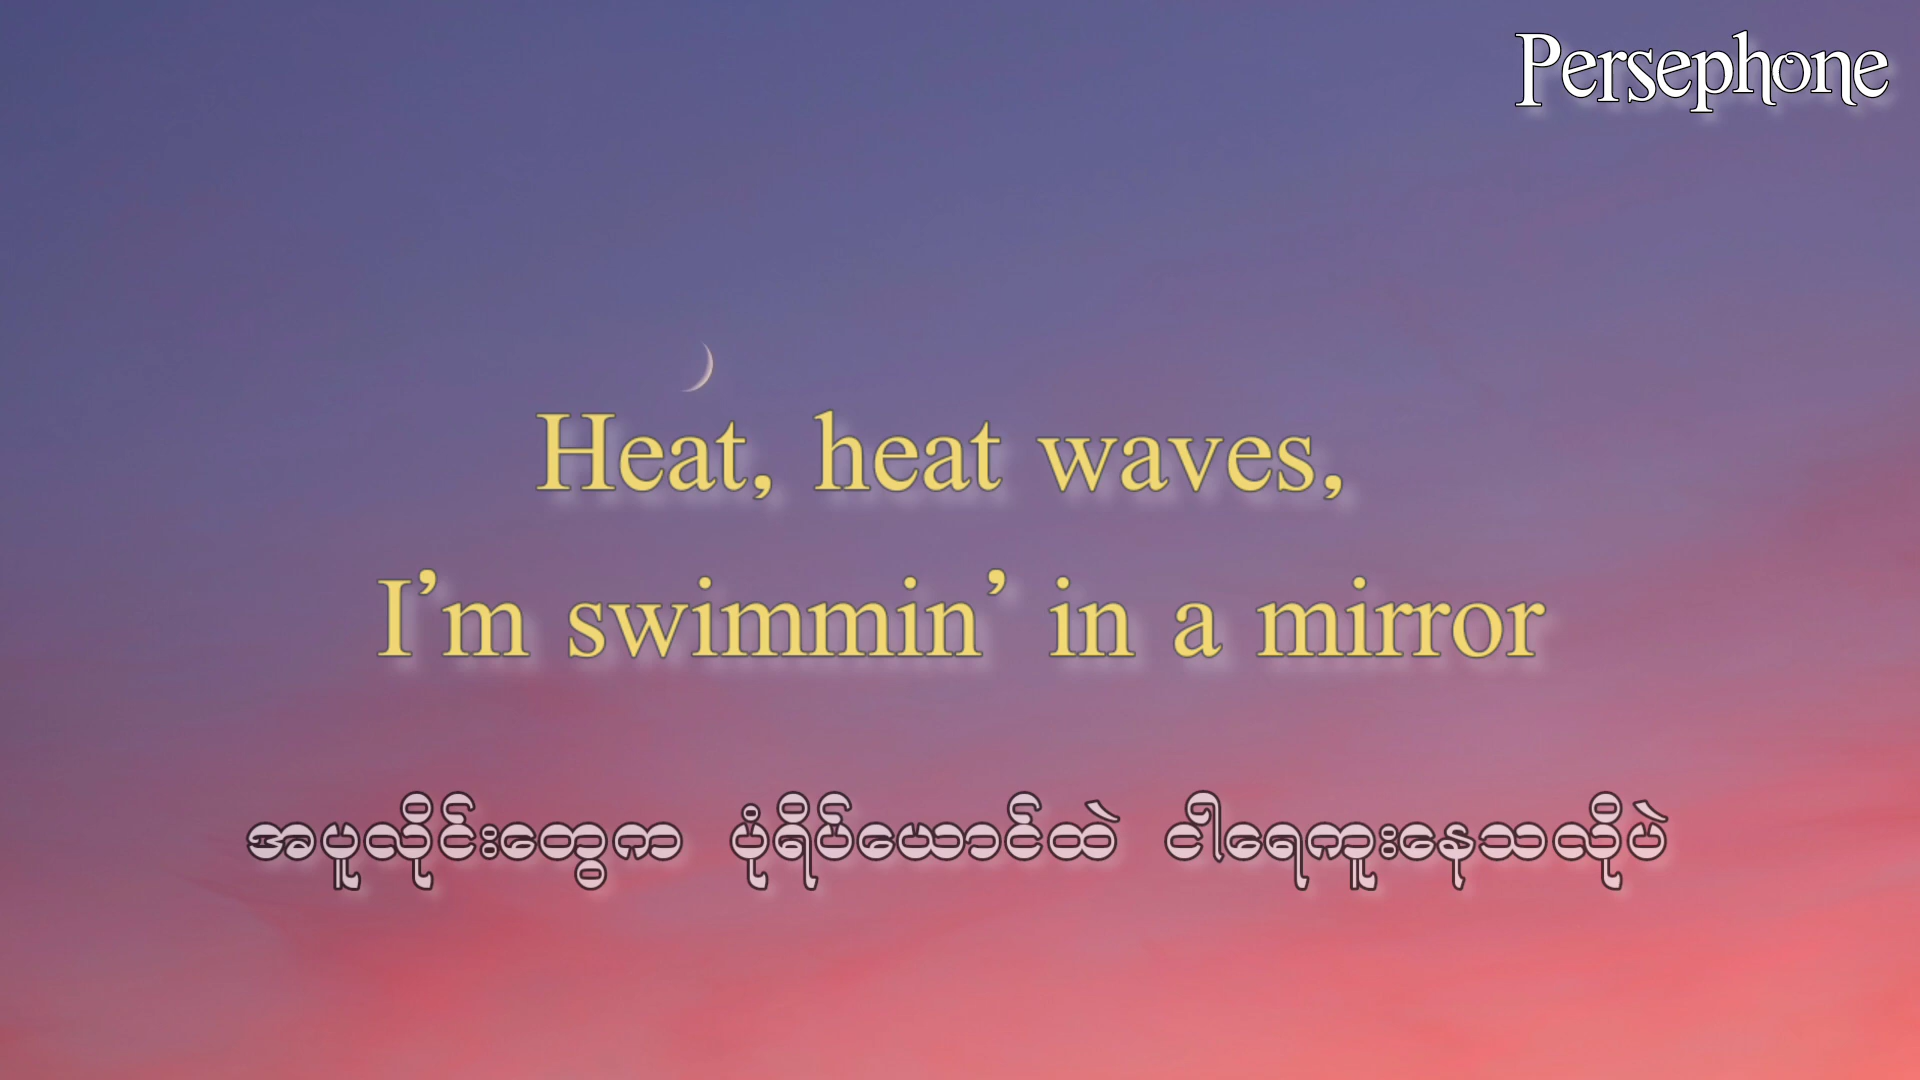 Persephone
Heat, heat waves,
I’m swimmin’ in a mirror
အပူလှိုင်းတွေက ပုံရိပ်ယောင်ထဲ ငါရေကူးနေသလိုပဲ